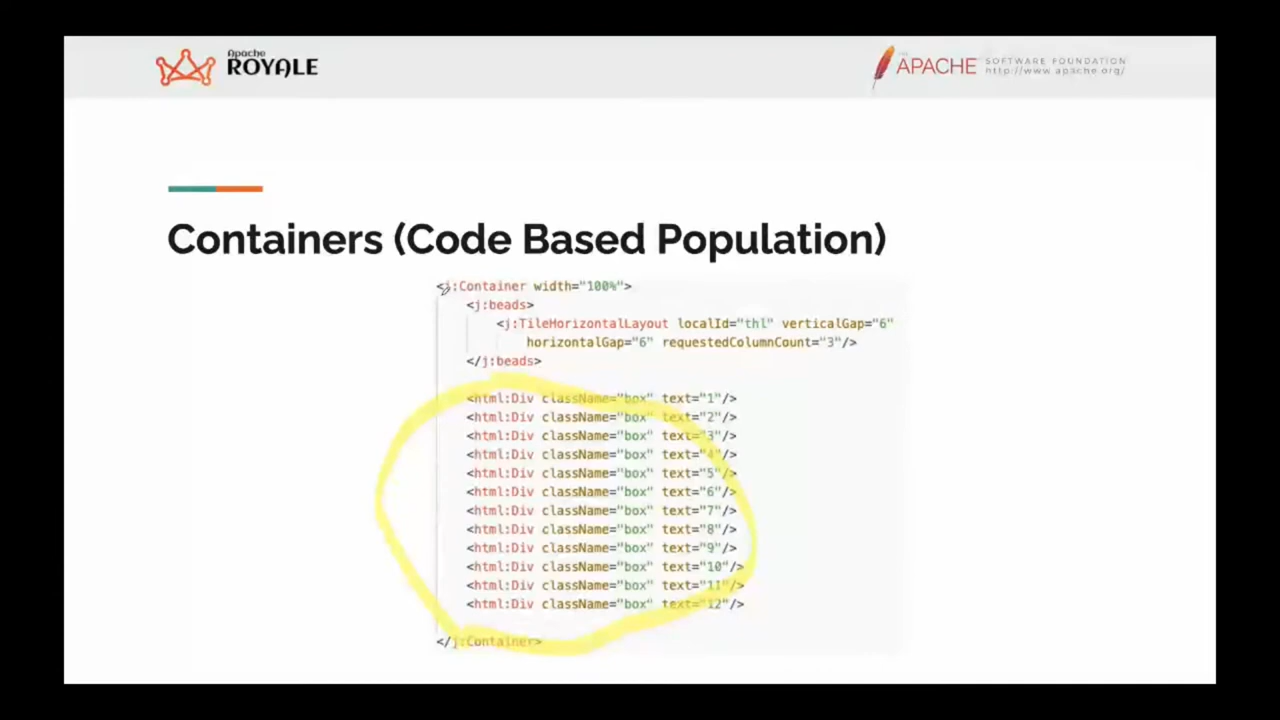 Apache
ROYALE
THE
APACHE
SOFTWARE FOUNDATION
http://www.apache.org/
Containers (Code Based Population)
<j:Container width="100%">
<j:beads>
<j:TileHorizontalLayout localId="thl" verticalGap="6"
horizontalGap="6" requestedColumnCount="3"/>
</j:beads>
<html:Div className="box" text="1"/>
<html:Div className="box" text="2"/>
<html:Div className="box" text="3"/>
<html:Div className="box" text="4"/>
<html:Div className="box" text="5"/>
<html:Div className="box" text="6"/>
<html:Div className="box" text="7"/>
<html:Div className="box" text="8"/>
<html:Div className="box" text="9"/>
<html:Div className="box" text="10"/>
<html:Div className="box" text="11"/>
<html:Div className="box" text="12"/>
</j:Container>